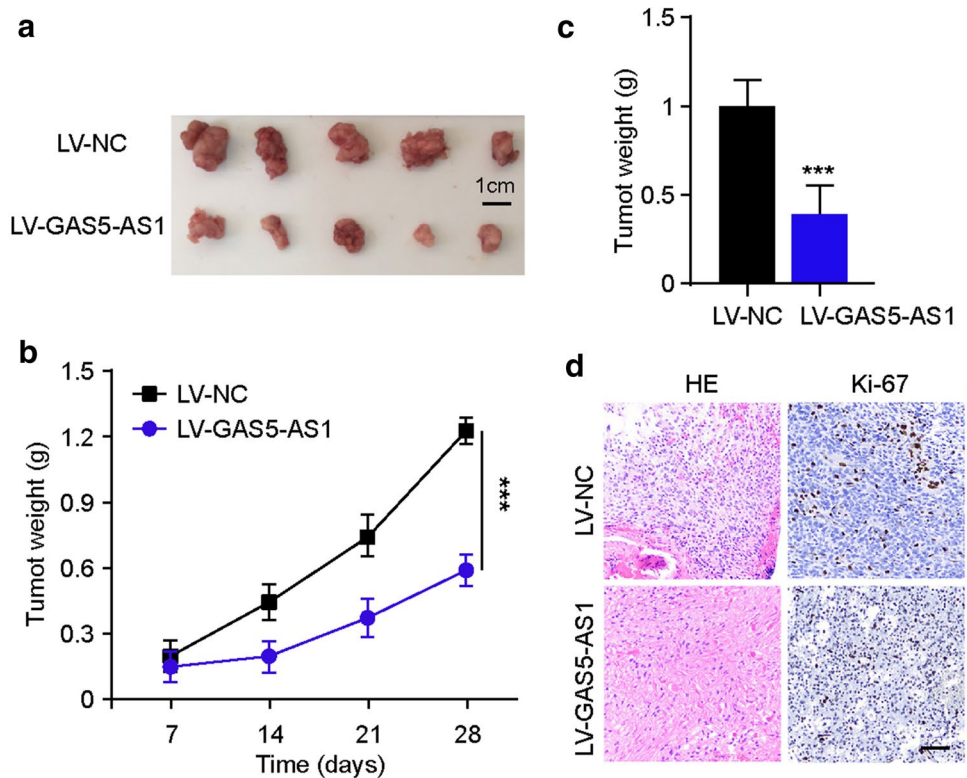 a
LV-NC
LV-GAS5-AS1
1cm
b
Tumot weight (g)
1.5
1.2
0.9
0.6
0.3
0
LV-NC
LV-GAS5-AS1
***
7 14 21 28
Time (days)
c
Tumot weight (g)
1.5
1
0.5
0
***
LV-NC LV-GAS5-AS1
d
HE Ki-67
LV-NC
LV-GAS5-AS1